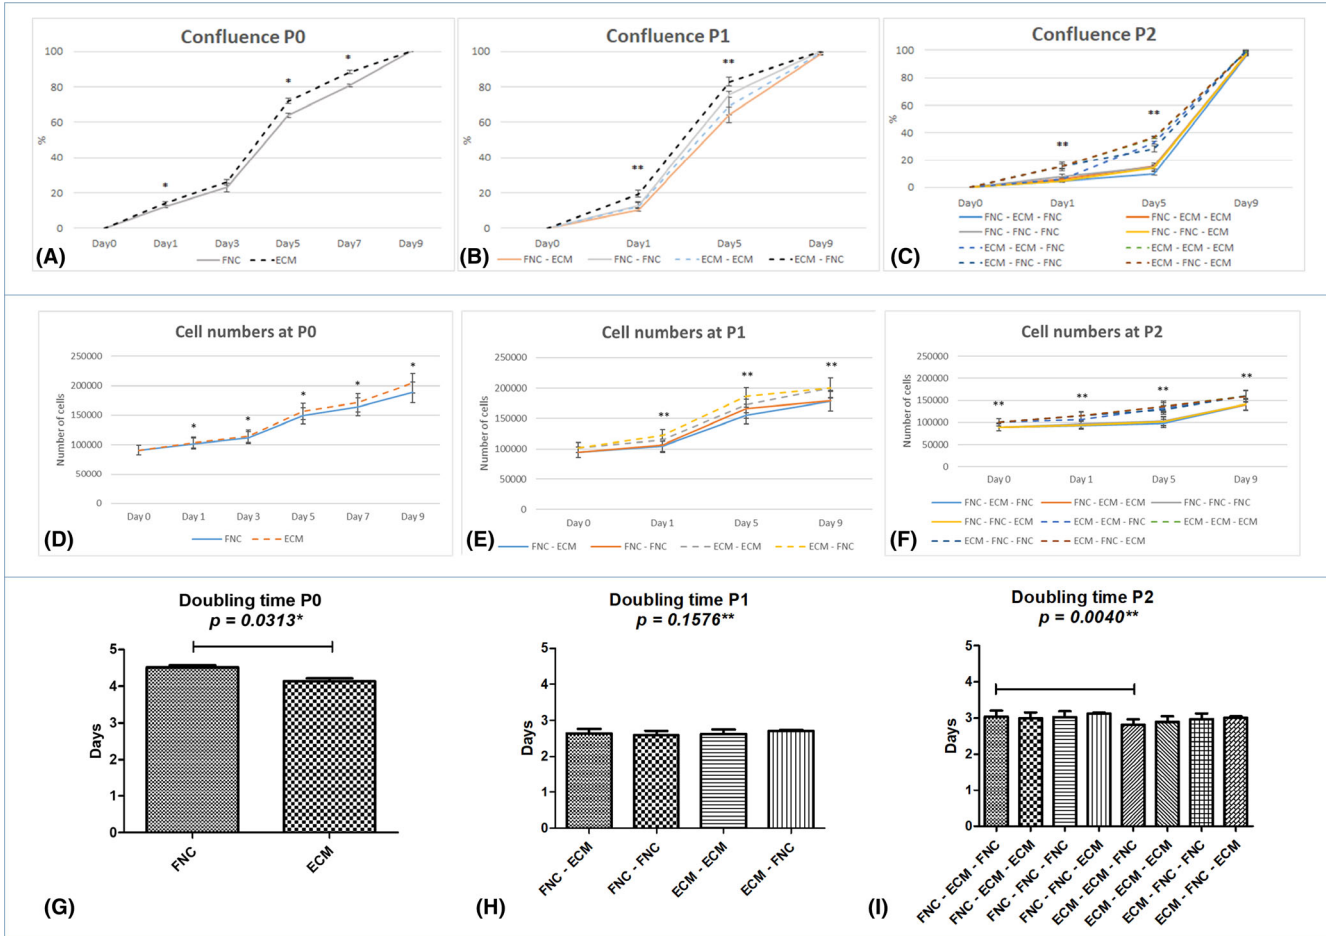 Confluence P0
100
80
60
40
20
0
%
*
*
*
Day0 Day1 Day3 Day5 Day7 Day9
FNC ECM
(A)
Confluence P1
100
80
60
40
20
0
%
**
**
Day0 Day1 Day5 Day9
FNC - ECM FNC - FNC ECM - ECM ECM - FNC
(B)
Confluence P2
100
80
60
40
20
0
%
**
**
Day0 Day1 Day5 Day9
FNC - ECM - FNC FNC - ECM - ECM
FNC - FNC - FNC FNC - FNC - ECM
ECM - ECM - FNC ECM - ECM - ECM
ECM - FNC - FNC ECM - FNC - ECM
(C)
Cell numbers at P0
250000
200000
150000
100000
50000
0
Number of cells
*
*
*
*
*
Day 0 Day 1 Day 3 Day 5 Day 7 Day 9
FNC ECM
(D)
Cell numbers at P1
250000
200000
150000
100000
50000
0
Number of cells
**
**
**
Day 0 Day 1 Day 5 Day 9
FNC - ECM FNC - FNC ECM - ECM ECM - FNC
(E)
Cell numbers at P2
250000
200000
150000
100000
50000
0
Number of cells
**
**
**
**
Day 0 Day 1 Day 5 Day 9
FNC - ECM - FNC FNC - ECM - ECM FNC - FNC - FNC
FNC - FNC - ECM ECM - ECM - FNC ECM - ECM - ECM
ECM - FNC - FNC ECM - FNC - ECM
(F)
Doubling time P0
p = 0.0313*
5
4
3
2
1
0
Days
FNC
ECM
(G)
Doubling time P1
p = 0.1576**
5
4
3
2
1
0
Days
FNC - ECM
FNC - FNC
ECM - ECM
ECM - FNC
(H)
Doubling time P2
p = 0.0040**
5
4
3
2
1
0
Days
FNC - ECM - FNC
FNC - ECM - ECM
FNC - FNC - FNC
FNC - FNC - ECM
ECM - ECM - FNC
ECM - ECM - ECM
ECM - FNC - FNC
ECM - FNC - ECM
(I)